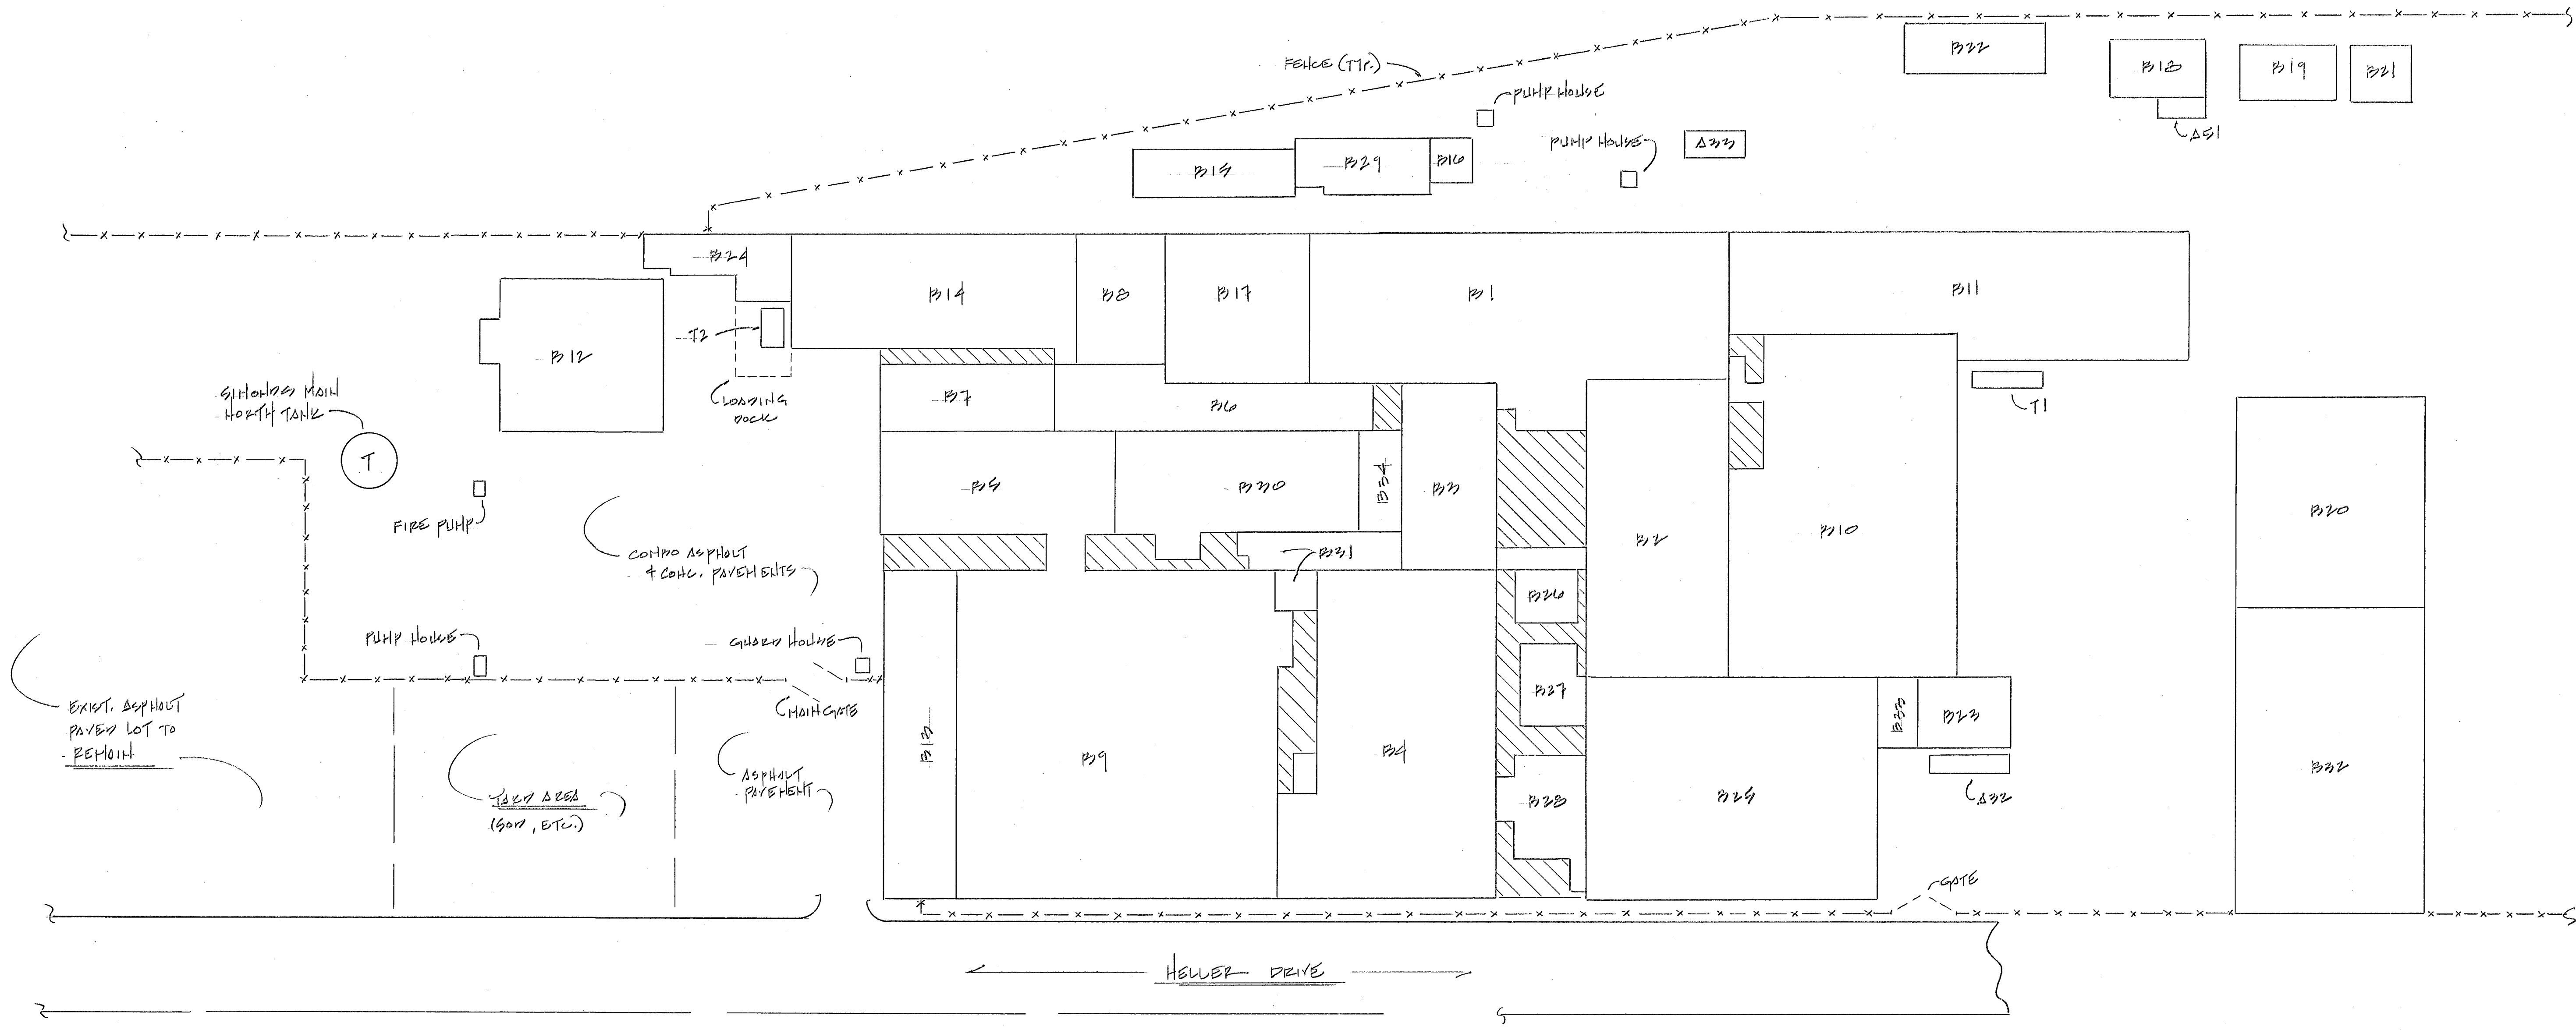 B22
B18
B19
B21
A51
FENCE (TYP.)
PUMP HOUSE
PUMP HOUSE
A33
B15
B29
B16
B24
B14
B8
B17
B1
B11
T2
B12
LOADING
DOCK
SIMONDS MAIN
NORTH TANK
T
B7
B6
T1
FIRE PUMP
B5
B30
B34
B3
B2
B10
B20
COMBO ASPHALT
& CONC. PAVEMENTS
B31
B26
PUMP HOUSE
GUARD HOUSE
MAIN GATE
B27
EXIST. ASPHALT
PAVED LOT TO
REMAIN
B13
B9
B4
B33
B23
B32
YARD AREA
(SOD, ETC.)
ASPHALT
PAVEMENT
B28
B25
A32
GATE
HELLER DRIVE